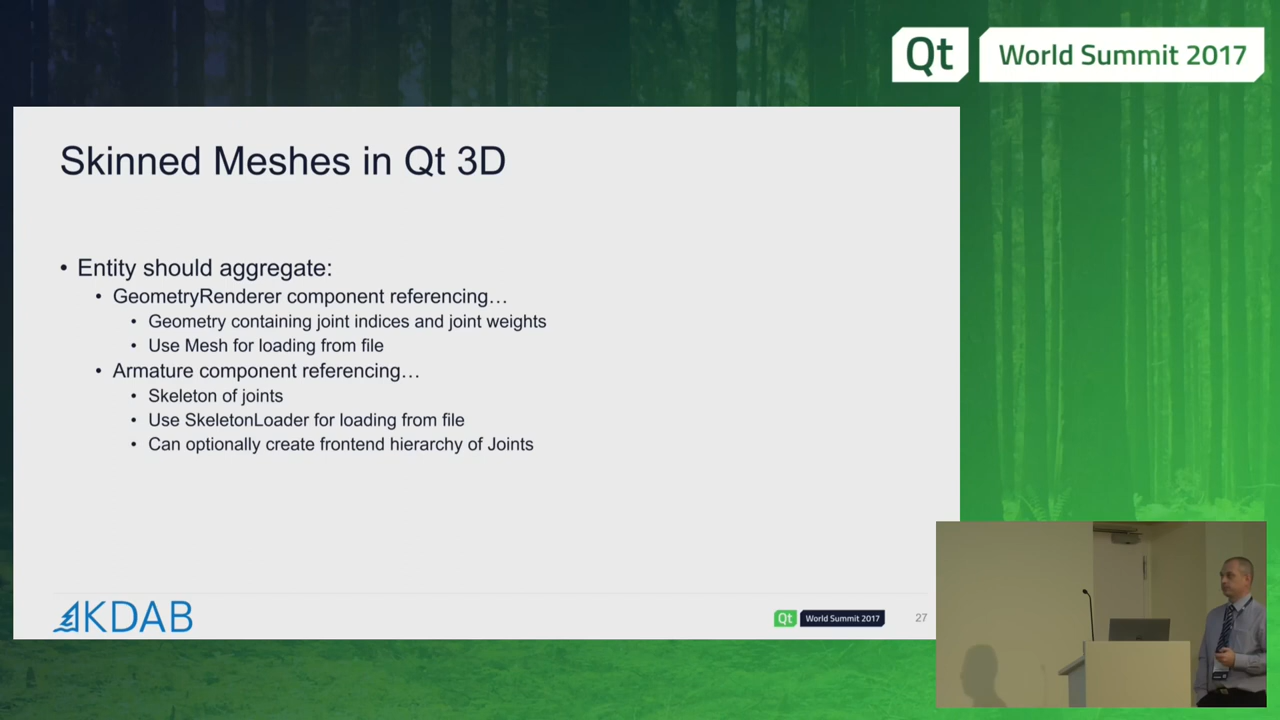 Qt World Summit 2017
Skinned Meshes in Qt 3D
• Entity should aggregate:
• GeometryRenderer component referencing…
• Geometry containing joint indices and joint weights
• Use Mesh for loading from file
• Armature component referencing…
• Skeleton of joints
• Use SkeletonLoader for loading from file
• Can optionally create frontend hierarchy of Joints
KDAB
Qt World Summit 2017
27